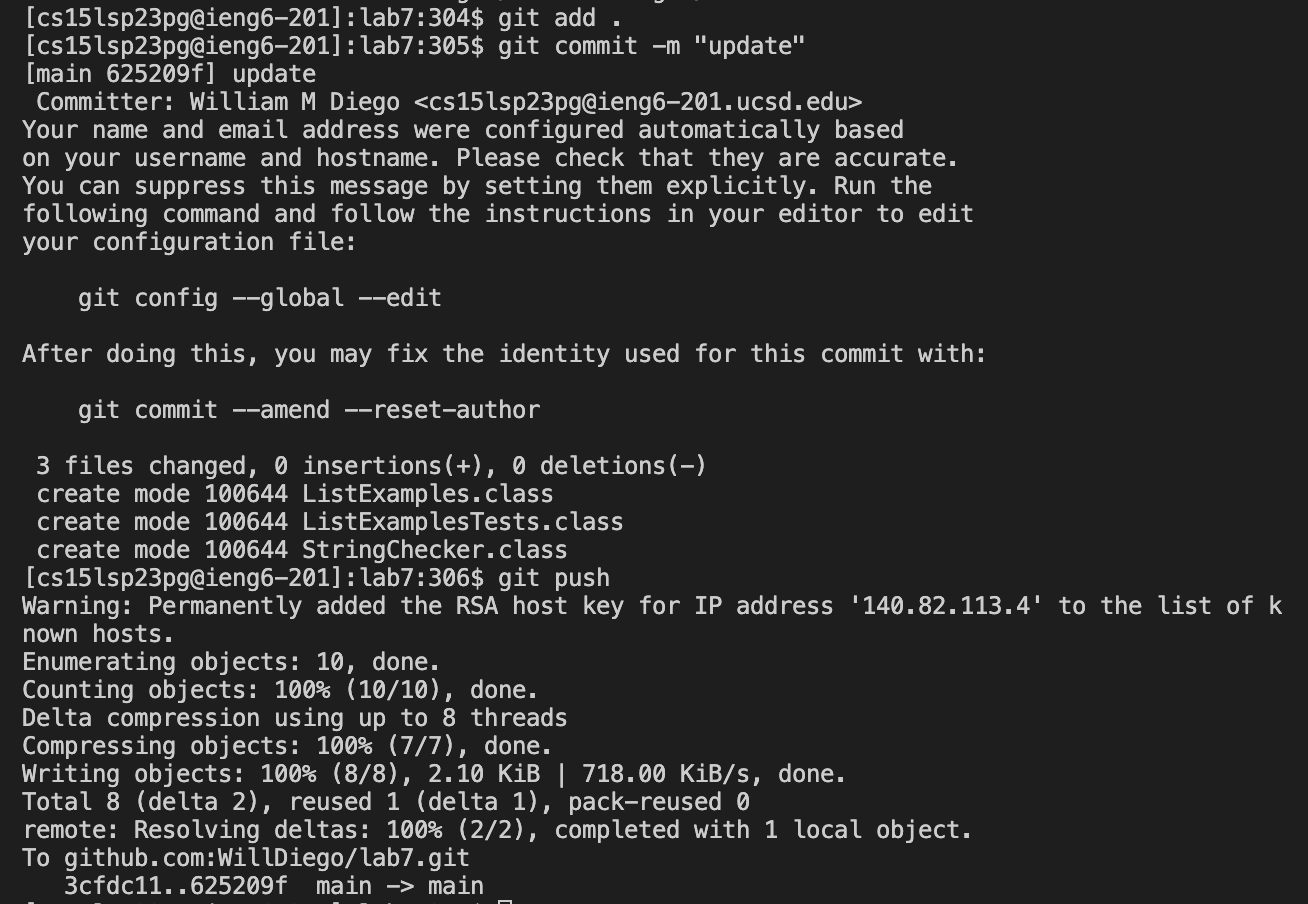 [cs15lsp23pg@ieng6-201]:lab7:304$ git add .
[cs15lsp23pg@ieng6-201]:lab7:305$ git commit -m "update"
[main 625209f] update
 Committer: William M Diego <cs15lsp23pg@ieng6-201.ucsd.edu>
Your name and email address were configured automatically based
on your username and hostname. Please check that they are accurate.
You can suppress this message by setting them explicitly. Run the
following command and follow the instructions in your editor to edit
your configuration file:

    git config --global --edit

After doing this, you may fix the identity used for this commit with:

    git commit --amend --reset-author

 3 files changed, 0 insertions(+), 0 deletions(-)
 create mode 100644 ListExamples.class
 create mode 100644 ListExamplesTests.class
 create mode 100644 StringChecker.class
[cs15lsp23pg@ieng6-201]:lab7:306$ git push
Warning: Permanently added the RSA host key for IP address '140.82.113.4' to the list of k
nown hosts.
Enumerating objects: 10, done.
Counting objects: 100% (10/10), done.
Delta compression using up to 8 threads
Compressing objects: 100% (7/7), done.
Writing objects: 100% (8/8), 2.10 KiB | 718.00 KiB/s, done.
Total 8 (delta 2), reused 1 (delta 1), pack-reused 0
remote: Resolving deltas: 100% (2/2), completed with 1 local object.
To github.com:WillDiego/lab7.git
   3cfdc11..625209f  main -> main